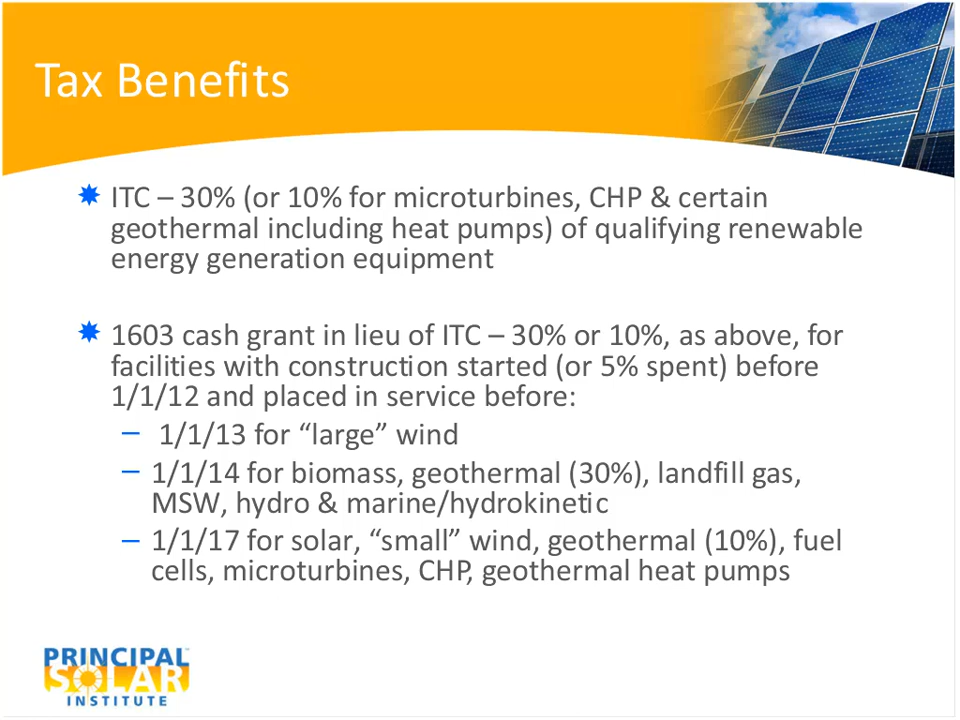 Tax Benefits
ITC – 30% (or 10% for microturbines, CHP & certain
geothermal including heat pumps) of qualifying renewable
energy generation equipment
1603 cash grant in lieu of ITC – 30% or 10%, as above, for
facilities with construction started (or 5% spent) before
1/1/12 and placed in service before:
– 1/1/13 for “large” wind
– 1/1/14 for biomass, geothermal (30%), landfill gas,
MSW, hydro & marine/hydrokinetic
– 1/1/17 for solar, “small” wind, geothermal (10%), fuel
cells, microturbines, CHP, geothermal heat pumps
PRINCIPAL
SOLAR
INSTITUTE